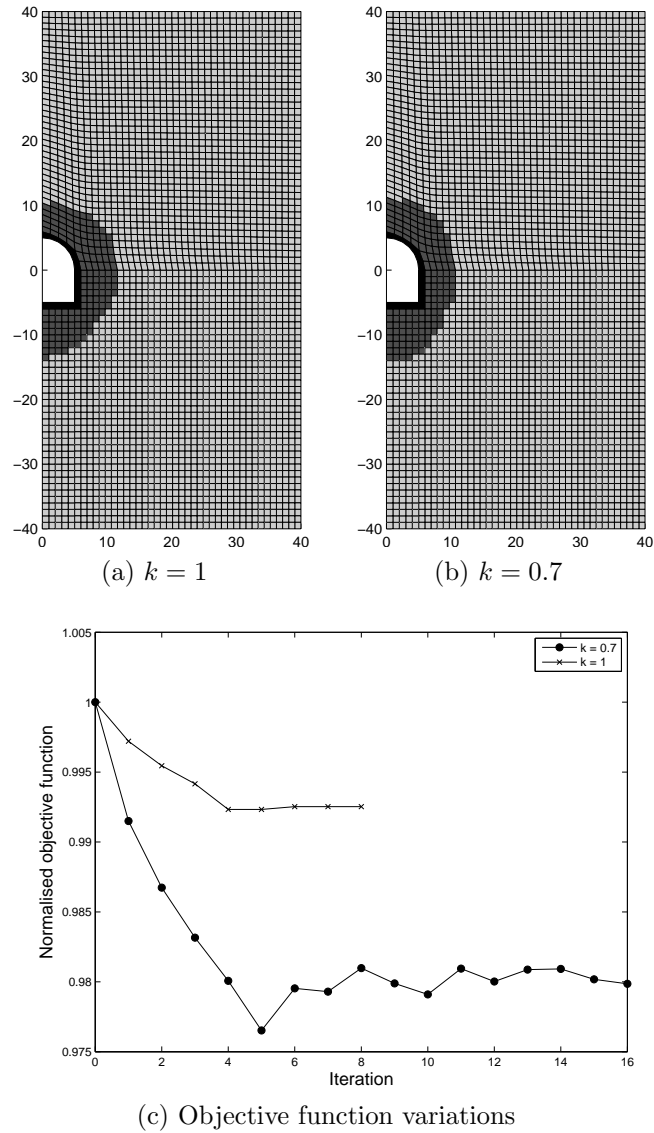 40
30
20
10
0
−10
−20
−30
−40
0 10 20 30 40
(a) k = 1
40
30
20
10
0
−10
−20
−30
−40
0 10 20 30 40
(b) k = 0.7
1.005
1
0.995
0.99
0.985
0.98
0.975
Normalised objective function
k = 0.7
k = 1
0 2 4 6 8 10 12 14 16
Iteration
(c) Objective function variations